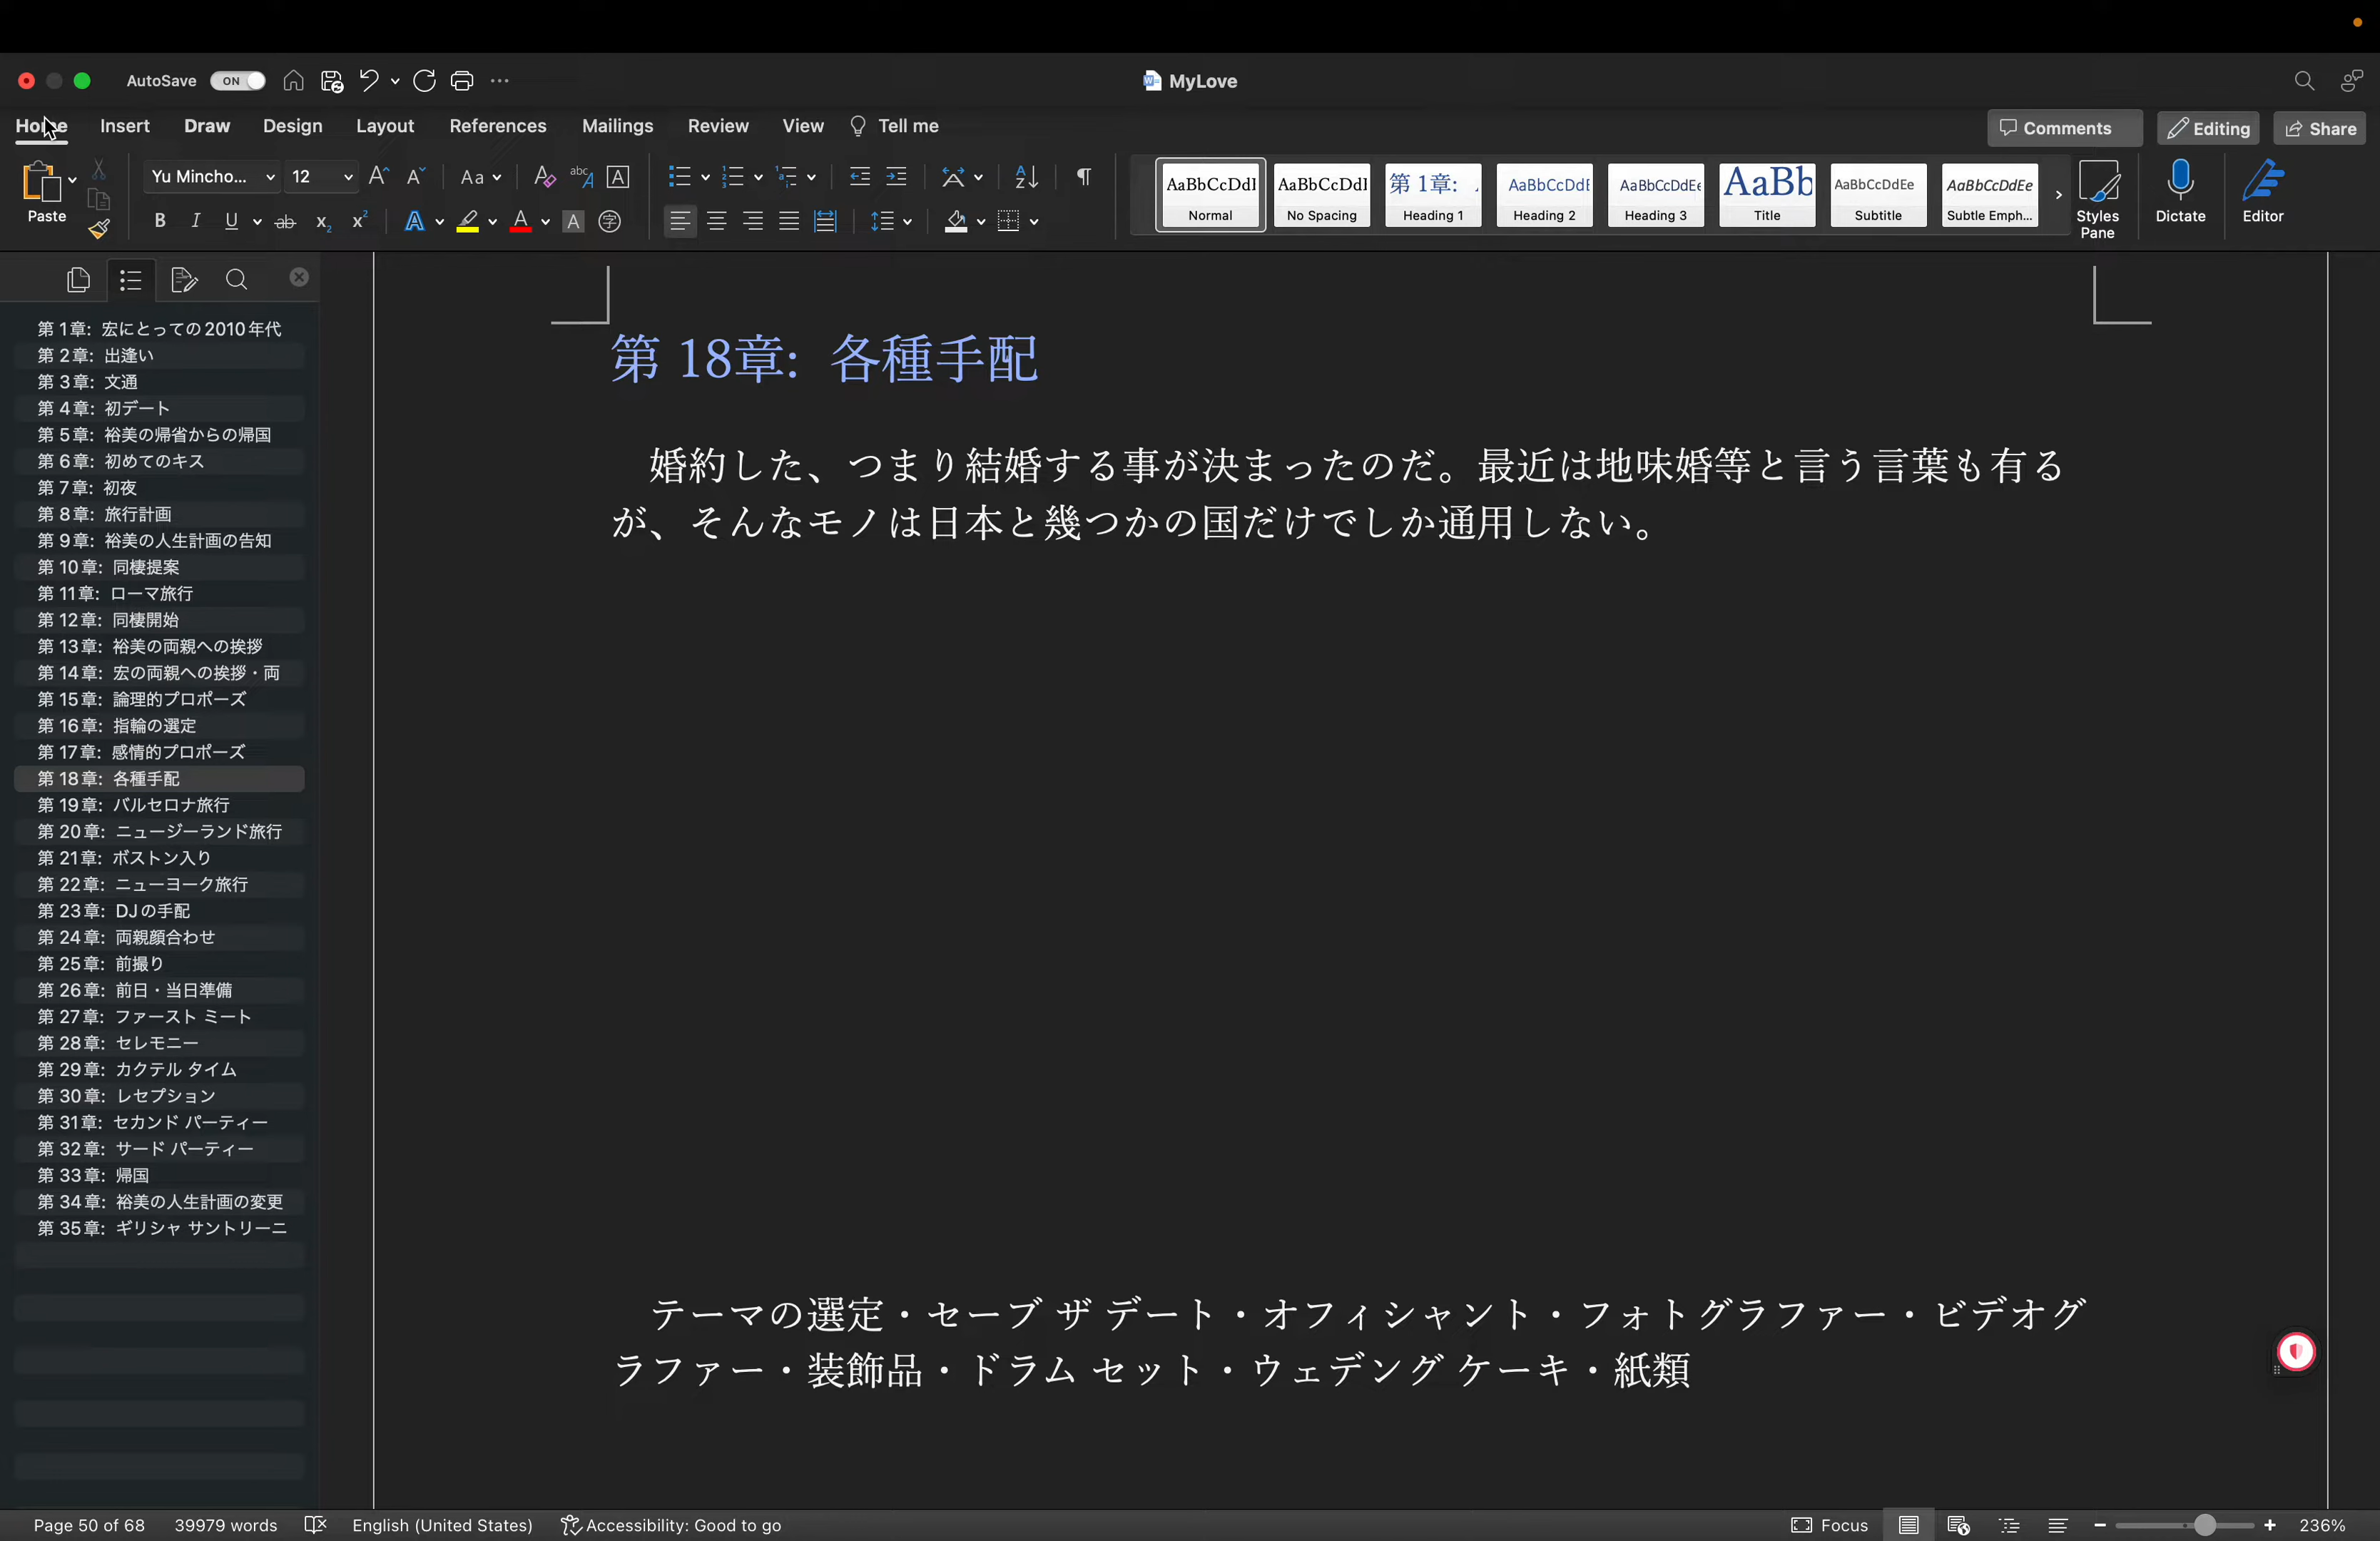 AutoSave ON MyLove
Home Insert Draw Design Layout References Mailings Review View Tell me Comments Editing Share
Paste
Yu Mincho... 12
Aa
AaBbCcDdI Normal
AaBbCcDdI No Spacing
第 1章: Heading 1
AaBbCcDdE Heading 2
AaBbCcDdEe Heading 3
AaBb Title
AaBbCcDdEe Subtitle
AaBbCcDdEe Subtle Emph...
Styles Pane
Dictate
Editor
第 1章: 宏にとっての2010年代
第 2章: 出逢い
第 3章: 文通
第 4章: 初デート
第 5章: 裕美の帰省からの帰国
第 6章: 初めてのキス
第 7章: 初夜
第 8章: 旅行計画
第 9章: 裕美の人生計画の告知
第 10章: 同棲提案
第 11章: ローマ旅行
第 12章: 同棲開始
第 13章: 裕美の両親への挨拶
第 14章: 宏の両親への挨拶・両
第 15章: 論理的プロポーズ
第 16章: 指輪の選定
第 17章: 感情的プロポーズ
第 18章: 各種手配
第 19章: バルセロナ旅行
第 20章: ニュージーランド旅行
第 21章: ボストン入り
第 22章: ニューヨーク旅行
第 23章: DJの手配
第 24章: 両親顔合わせ
第 25章: 前撮り
第 26章: 前日・当日準備
第 27章: ファースト ミート
第 28章: セレモニー
第 29章: カクテル タイム
第 30章: レセプション
第 31章: セカンド パーティー
第 32章: サード パーティー
第 33章: 帰国
第 34章: 裕美の人生計画の変更
第 35章: ギリシャ サントリーニ
第 18章: 各種手配
婚約した、つまり結婚する事が決まったのだ。最近は地味婚等と言う言葉も有る
が、そんなモノは日本と幾つかの国だけでしか通用しない。
テーマの選定・セーブ ザ デート・オフィシャント・フォトグラファー・ビデオグ
ラファー・装飾品・ドラム セット・ウェデング ケーキ・紙類
Page 50 of 68 39979 words English (United States) Accessibility: Good to go Focus 236%